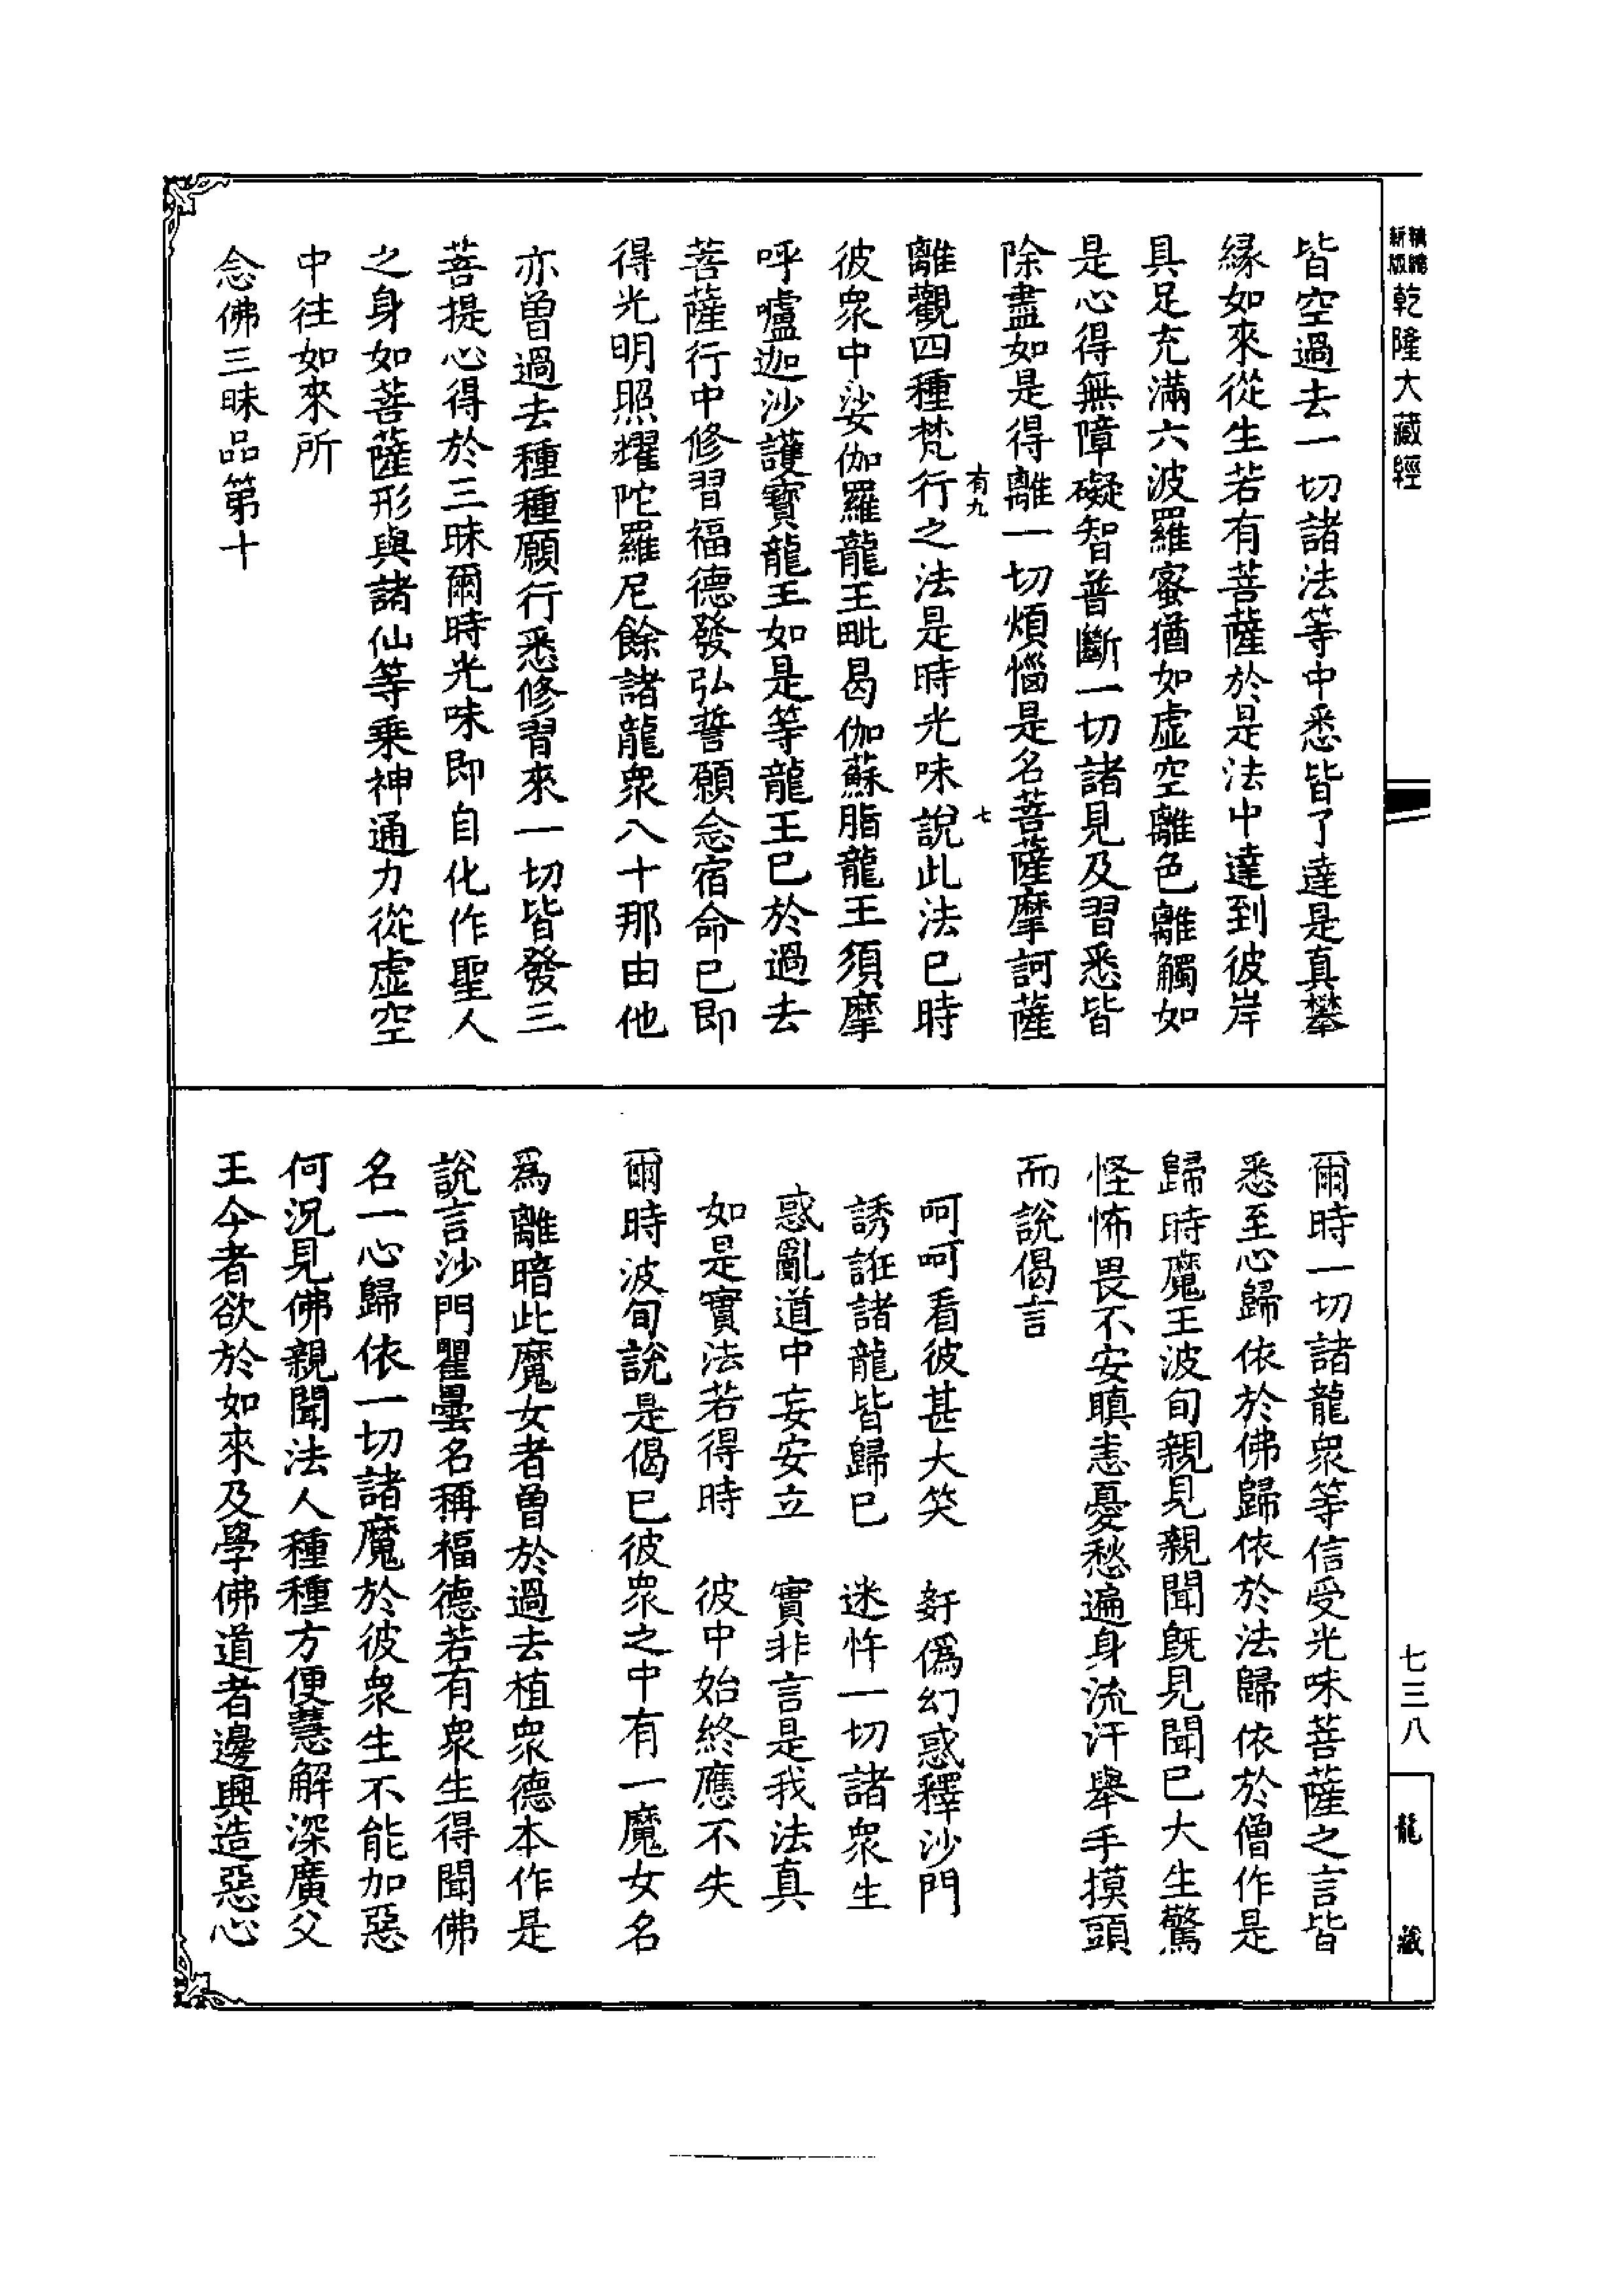 精縮
新版
乾隆大藏經
皆空過去一切諸法等中悉皆了達是真攀
緣如來從生若有菩薩於是法中達到彼岸
具足充滿六波羅蜜猶如虛空離色離觸如
是心得無障礙智普斷一切諸見及習悉皆
除盡如是得離一切煩惱是名菩薩摩訶薩
有九
七
離觀四種梵行之法是時光味說此法已時
彼眾中娑伽羅龍王毗曷伽蘇脂龍王須摩
呼嚧迦沙護寶龍王如是等龍王已於過去
菩薩行中修習福德發弘誓願念宿命已即
得光明照耀陀羅尼餘諸龍眾八十那由他
亦曾過去種種願行悉修習來一切皆發三
菩提心得於三昧爾時光味即自化作聖人
之身如菩薩形與諸仙等乘神通力從虛空
中往如來所
念佛三昧品第十
爾時一切諸龍眾等信受光味菩薩之言皆
悉至心歸依於佛歸依於法歸依於僧作是
歸時魔王波旬親見親聞既見聞已大生驚
怪怖畏不安瞋恚憂愁遍身流汗舉手摸頭
而說偈言
呵呵看彼甚大笑　姧偽幻惑釋沙門
誘誑諸龍皆歸已　迷忤一切諸眾生
惑亂道中妄安立　實非言是我法真
如是實法若得時　彼中始終應不失
爾時波旬說是偈已彼眾之中有一魔女名
為離暗此魔女者曾於過去植眾德本作是
說言沙門瞿曇名稱福德若有眾生得聞佛
名一心歸依一切諸魔於彼眾生不能加惡
何況見佛親聞法人種種方便慧解深廣父
王今者欲於如來及學佛道者邊興造惡心
七三八
龍藏